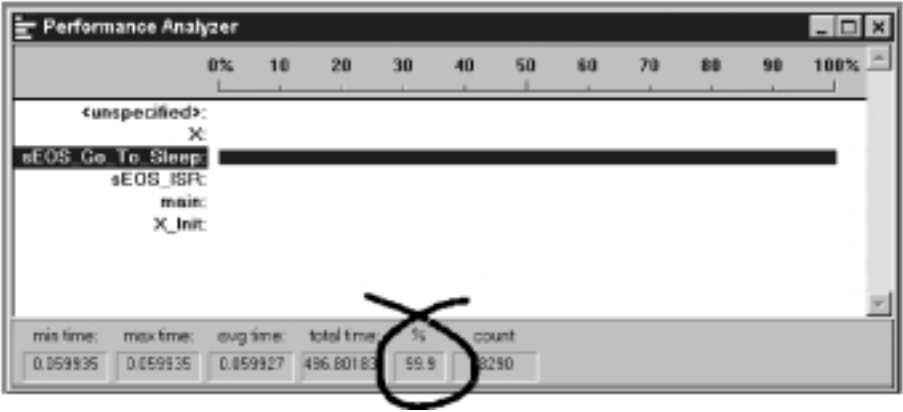 Performance Analyzer
0% 10 20 30 40 50 60 70 80 90 100%
<unspecified>:
X:
sEOS_Go_To_Sleep:
sEOS_ISR:
main:
X_Init:
min time: max time: avg time: total time: % count
0.059935 0.059935 0.059927 496.80183 99.9 8290